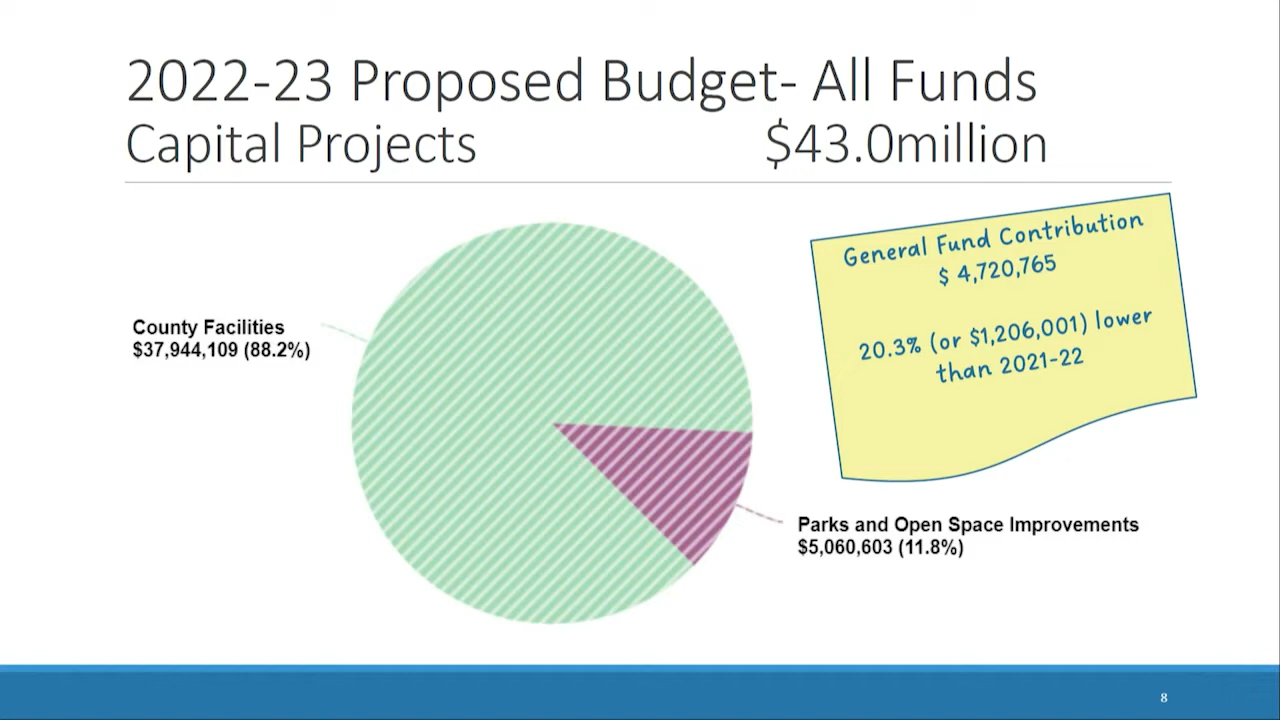 2022-23 Proposed Budget- All Funds
Capital Projects $43.0million
General Fund Contribution
$ 4,720,765
20.3% (or $1,206,001) lower
than 2021-22
County Facilities
$37,944,109 (88.2%)
Parks and Open Space Improvements
$5,060,603 (11.8%)
8